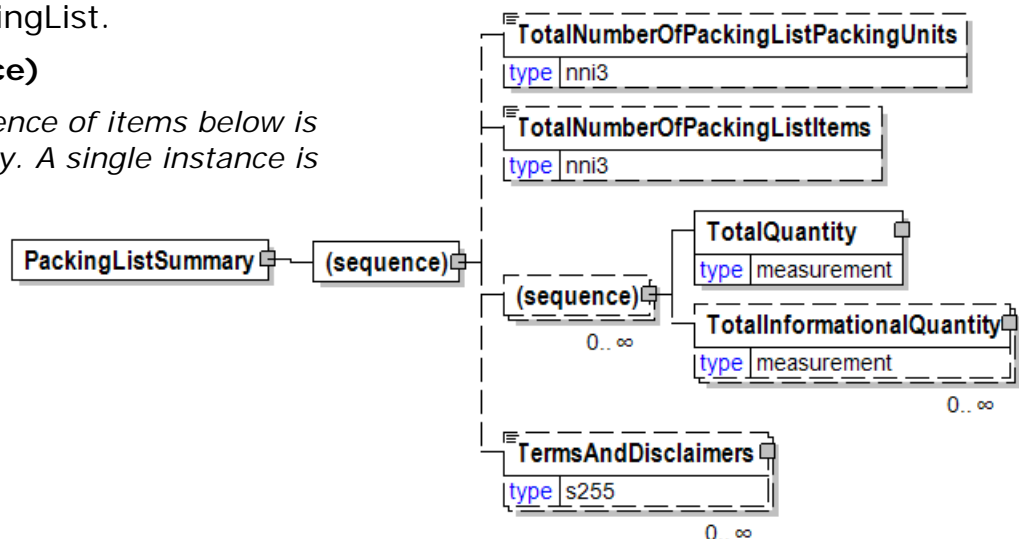 ingList.
ce)
ence of items below is
y. A single instance is
TotalNumberOfPackingListPackingUnits
type nni3
TotalNumberOfPackingListItems
type nni3
PackingListSummary
(sequence)
(sequence)
0.. ∞
TotalQuantity
type measurement
TotalInformationalQuantity
type measurement
0.. ∞
TermsAndDisclaimers
type s255
0.. ∞